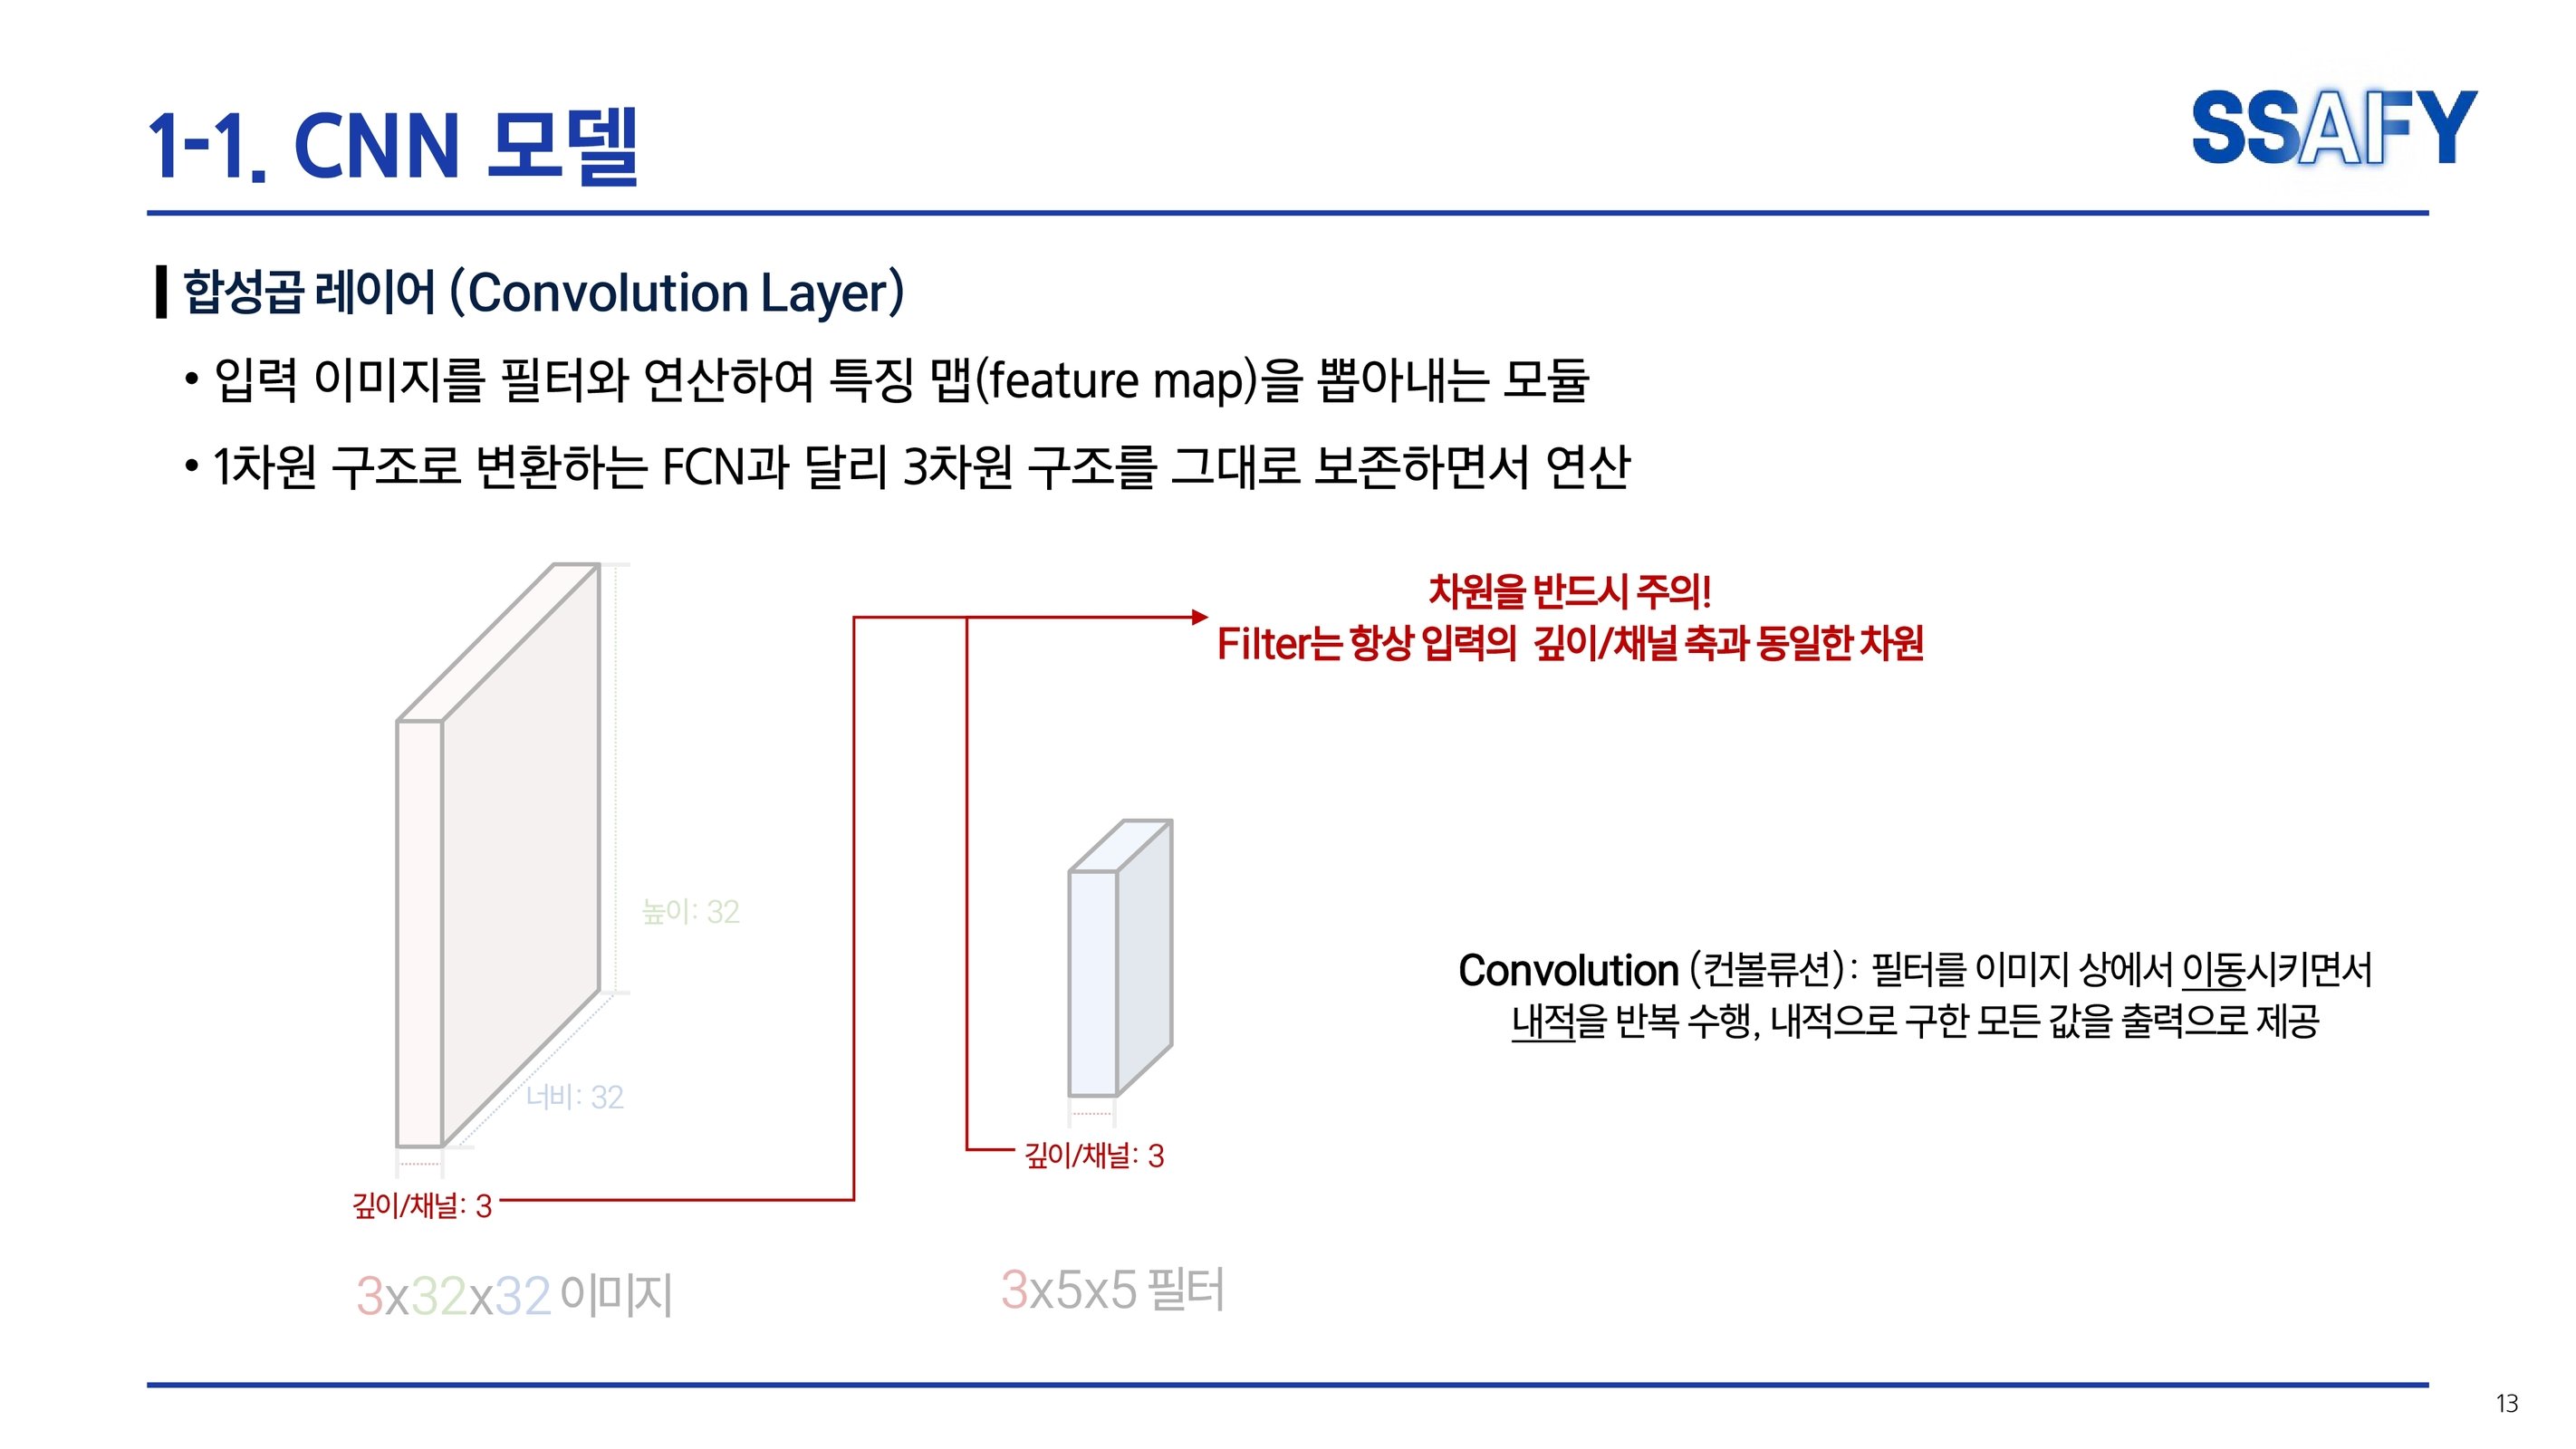 1-1. CNN 모델
SSAFY
합성곱 레이어 (Convolution Layer)
• 입력 이미지를 필터와 연산하여 특징 맵(feature map)을 뽑아내는 모듈
• 1차원 구조로 변환하는 FCN과 달리 3차원 구조를 그대로 보존하면서 연산
차원을 반드시 주의!
Filter는 항상 입력의 깊이/채널 축과 동일한 차원
높이: 32
너비: 32
깊이/채널: 3
3x32x32 이미지
깊이/채널: 3
3x5x5 필터
Convolution (컨볼류션): 필터를 이미지 상에서 이동시키면서
내적을 반복 수행, 내적으로 구한 모든 값을 출력으로 제공
13